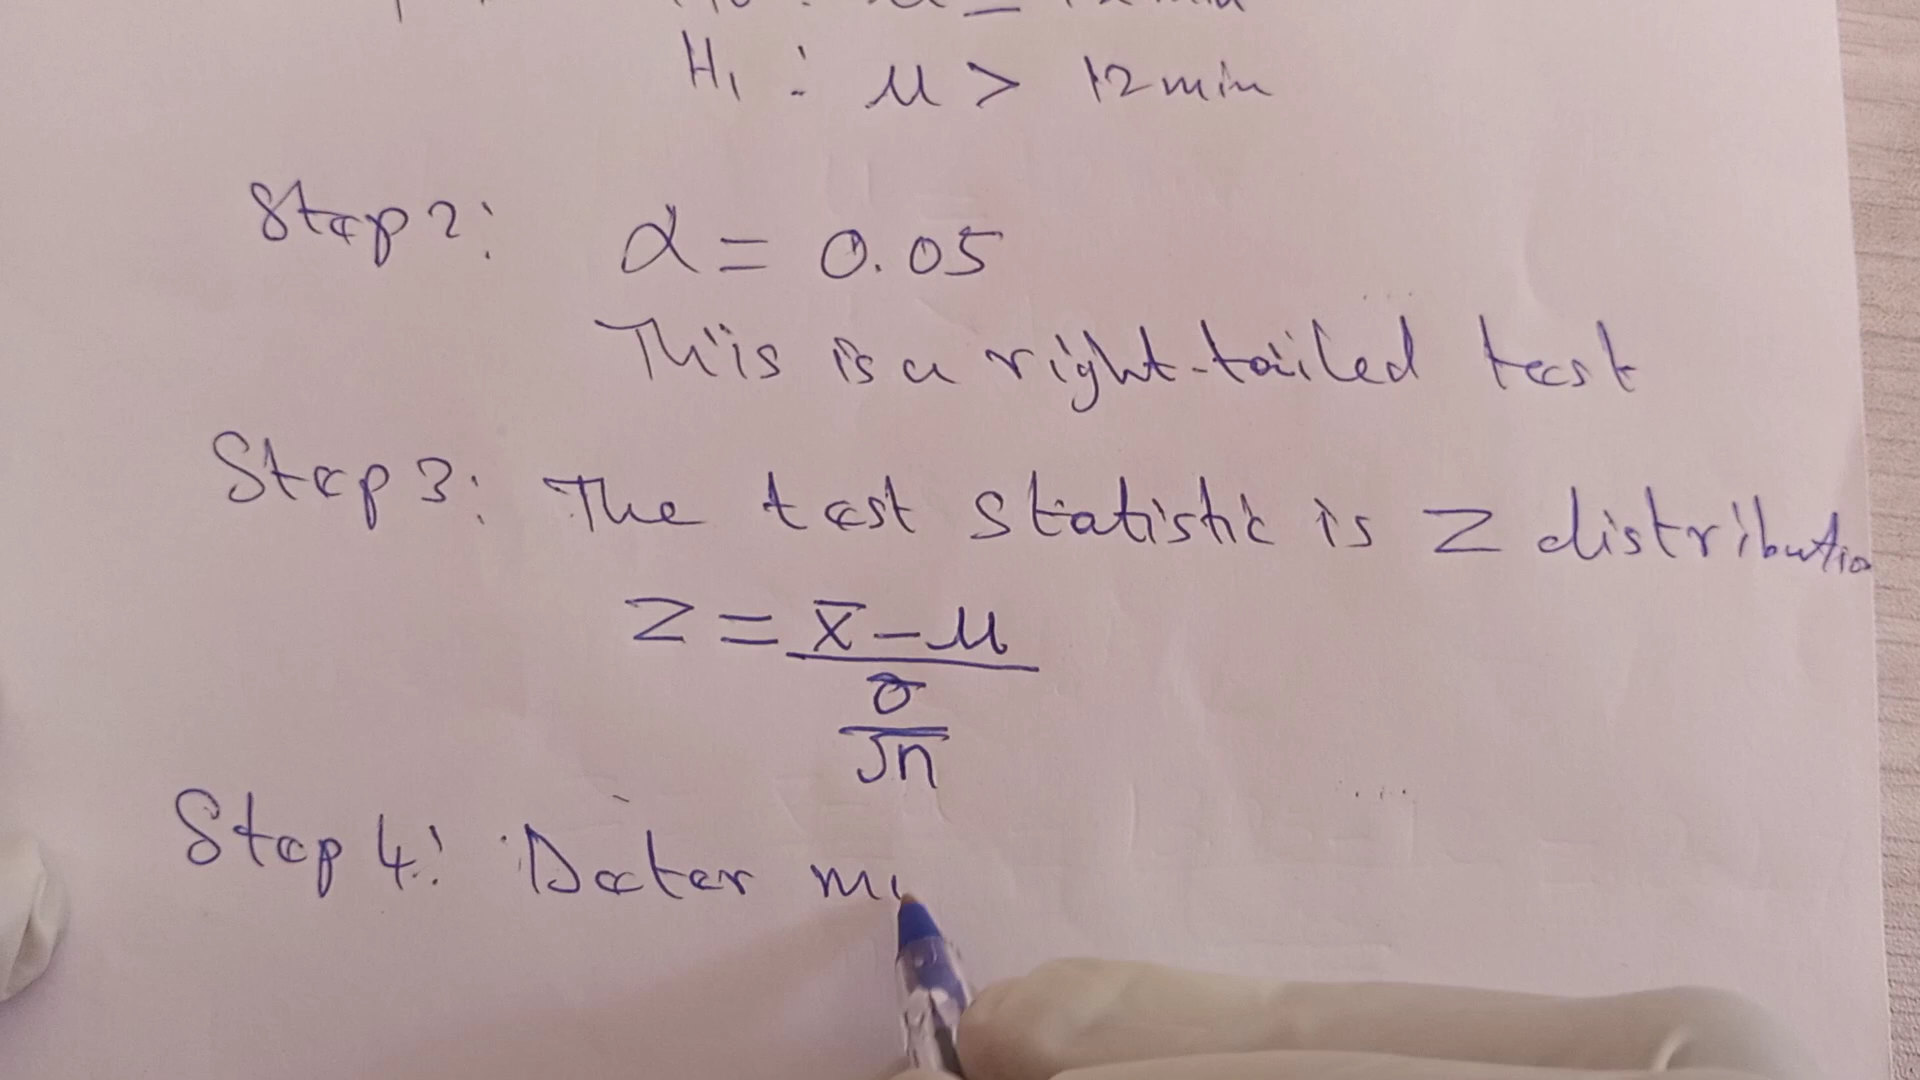 H₁ : μ > 12 min
Step 2:
α = 0.05
This is a right-tailed test
Step 3: The test statistic is Z distribution
Z = x̄ - μ
σ
√n
Step 4: Deter mi